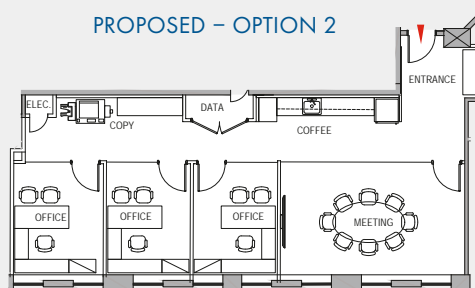 PROPOSED – OPTION 2
ENTRANCE
ELEC.
DATA
COPY
COFFEE
OFFICE
OFFICE
OFFICE
MEETING